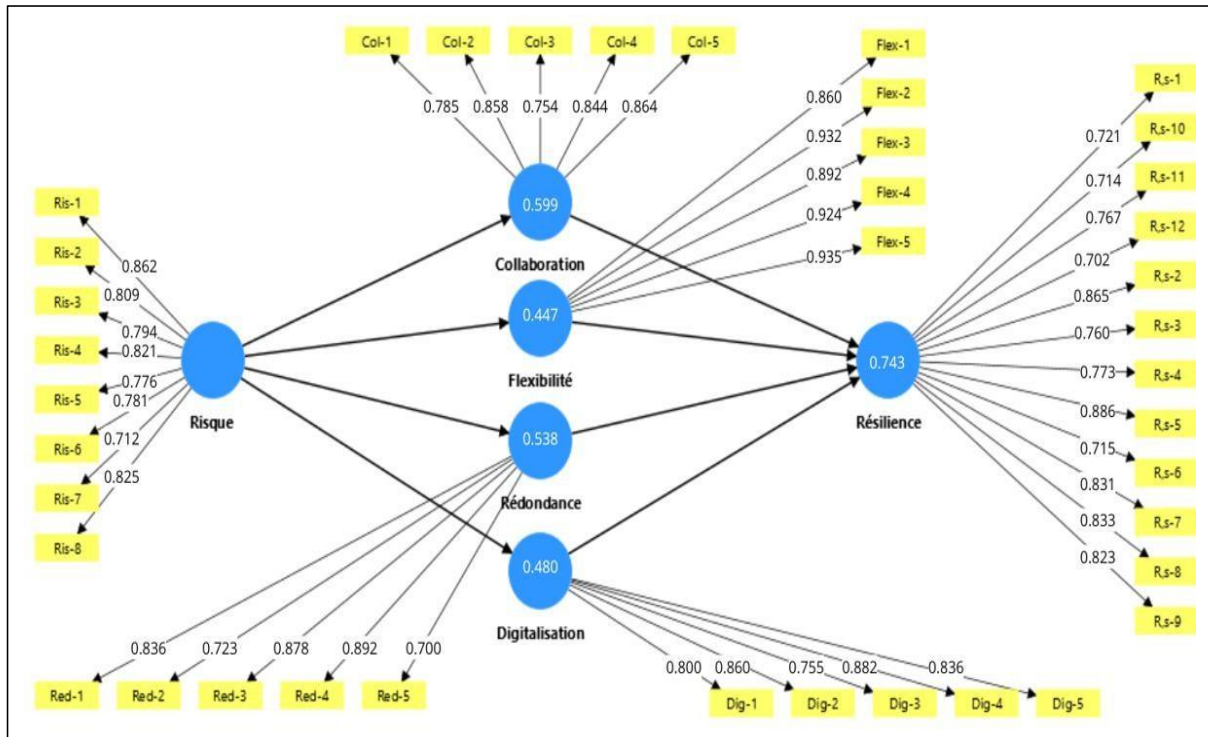 Col-1
Col-2
Col-3
Col-4
Col-5
0.785
0.858
0.754
0.844
0.864
Flex-1
Flex-2
Flex-3
Flex-4
Flex-5
0.860
0.932
0.892
0.924
0.935
R,s-1
R,s-10
R,s-11
R,s-12
R,s-2
R,s-3
R,s-4
R,s-5
R,s-6
R,s-7
R,s-8
R,s-9
0.721
0.714
0.767
0.702
0.865
0.760
0.773
0.886
0.715
0.831
0.833
0.823
Ris-1
Ris-2
Ris-3
Ris-4
Ris-5
Ris-6
Ris-7
Ris-8
0.862
0.809
0.794
0.821
0.776
0.781
0.712
0.825
Risque
0.599
Collaboration
0.447
Flexibilité
0.538
Rédondance
0.480
Digitalisation
0.743
Résilience
0.836
0.723
0.878
0.892
0.700
Red-1
Red-2
Red-3
Red-4
Red-5
0.800
0.860
0.755
0.882
0.836
Dig-1
Dig-2
Dig-3
Dig-4
Dig-5